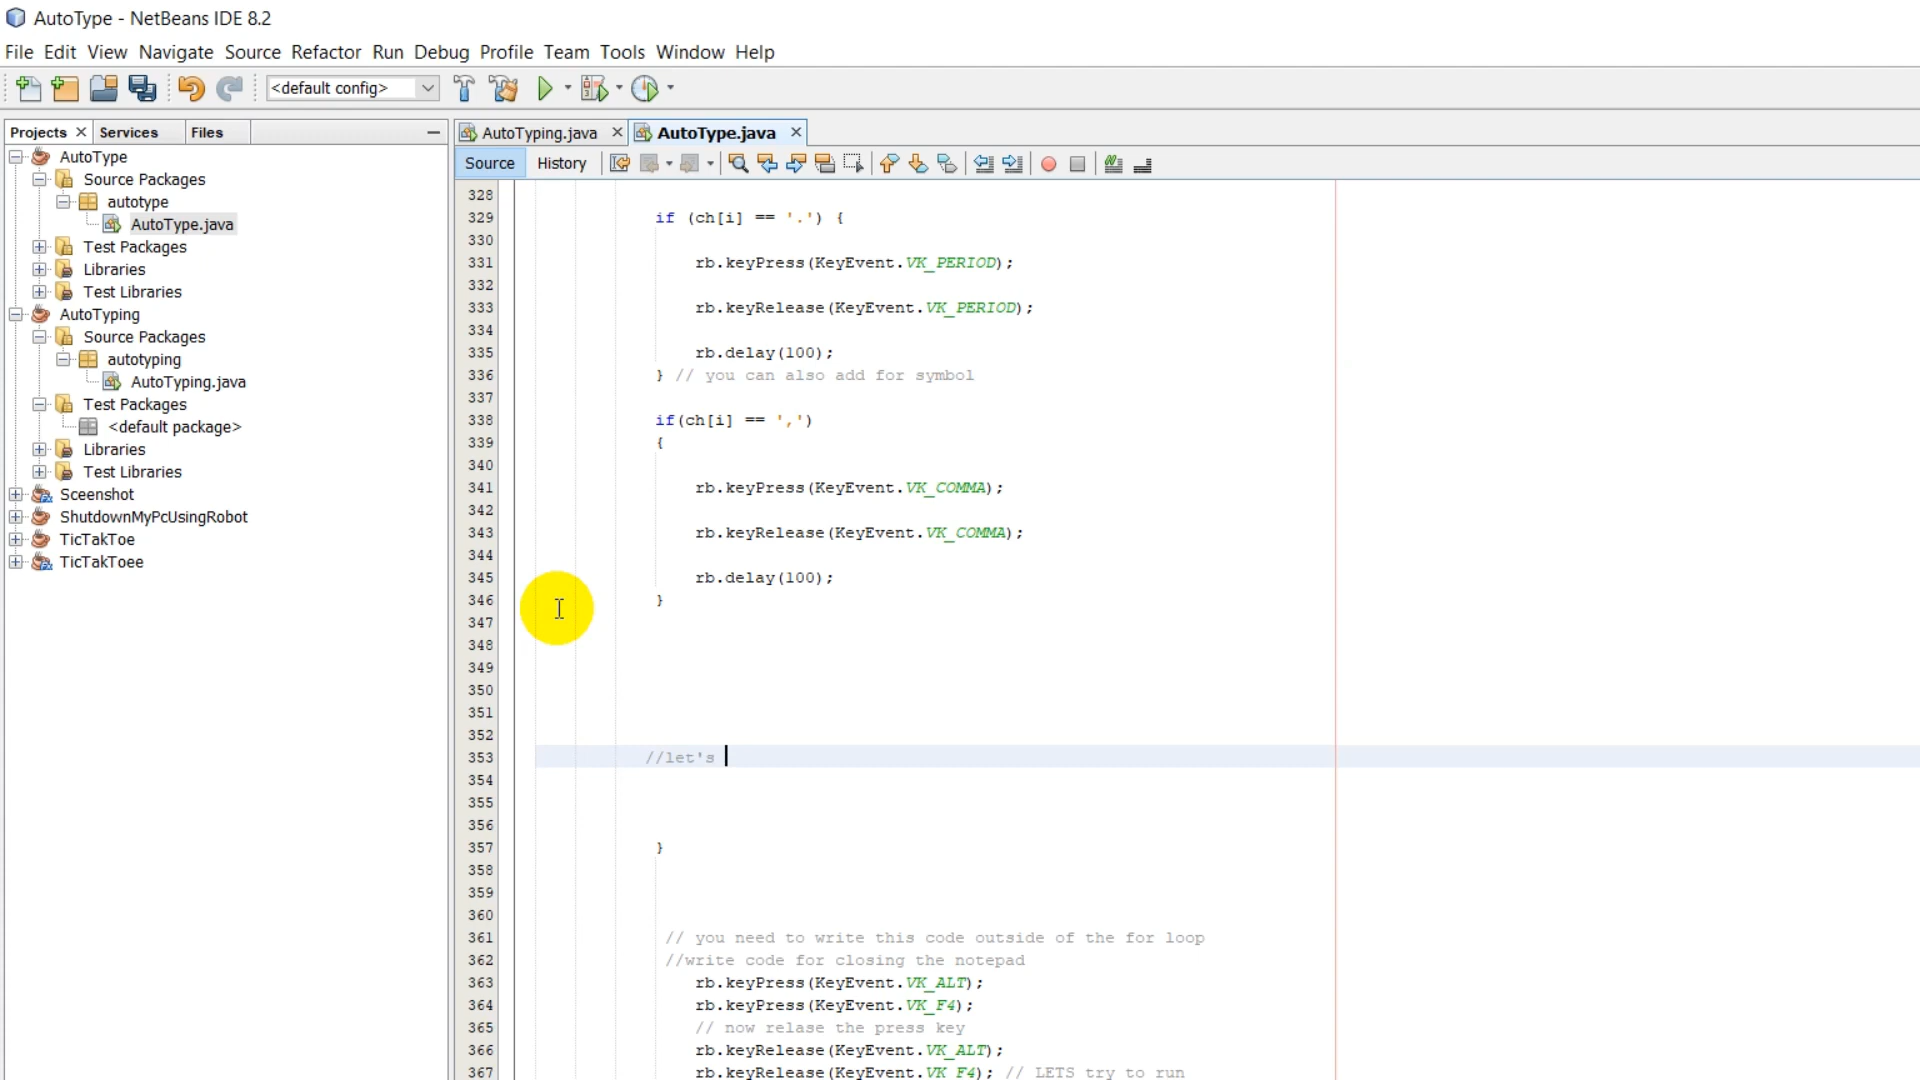 AutoType - NetBeans IDE 8.2
File Edit View Navigate Source Refactor Run Debug Profile Team Tools Window Help
<default config>
Projects Services Files
AutoType
Source Packages
autotype
AutoType.java
Test Packages
Libraries
Test Libraries
AutoTyping
Source Packages
autotyping
AutoTyping.java
Test Packages
<default package>
Libraries
Test Libraries
Sceenshot
ShutdownMyPcUsingRobot
TicTakToe
TicTakToee
AutoTyping.java AutoType.java
Source History
328
329 if (ch[i] == '.') {
330
331 rb.keyPress(KeyEvent.VK_PERIOD);
332
333 rb.keyRelease(KeyEvent.VK_PERIOD);
334
335 rb.delay(100);
336 } // you can also add for symbol
337
338 if(ch[i] == ',')
339 {
340
341 rb.keyPress(KeyEvent.VK_COMMA);
342
343 rb.keyRelease(KeyEvent.VK_COMMA);
344
345 rb.delay(100);
346 }
347
348
349
350
351
352
353 //let's
354
355
356
357 }
358
359
360
361 // you need to write this code outside of the for loop
362 //write code for closing the notepad
363 rb.keyPress(KeyEvent.VK_ALT);
364 rb.keyPress(KeyEvent.VK_F4);
365 // now relase the press key
366 rb.keyRelease(KeyEvent.VK_ALT);
367 rb.keyRelease(KeyEvent.VK_F4); // LETS try to run